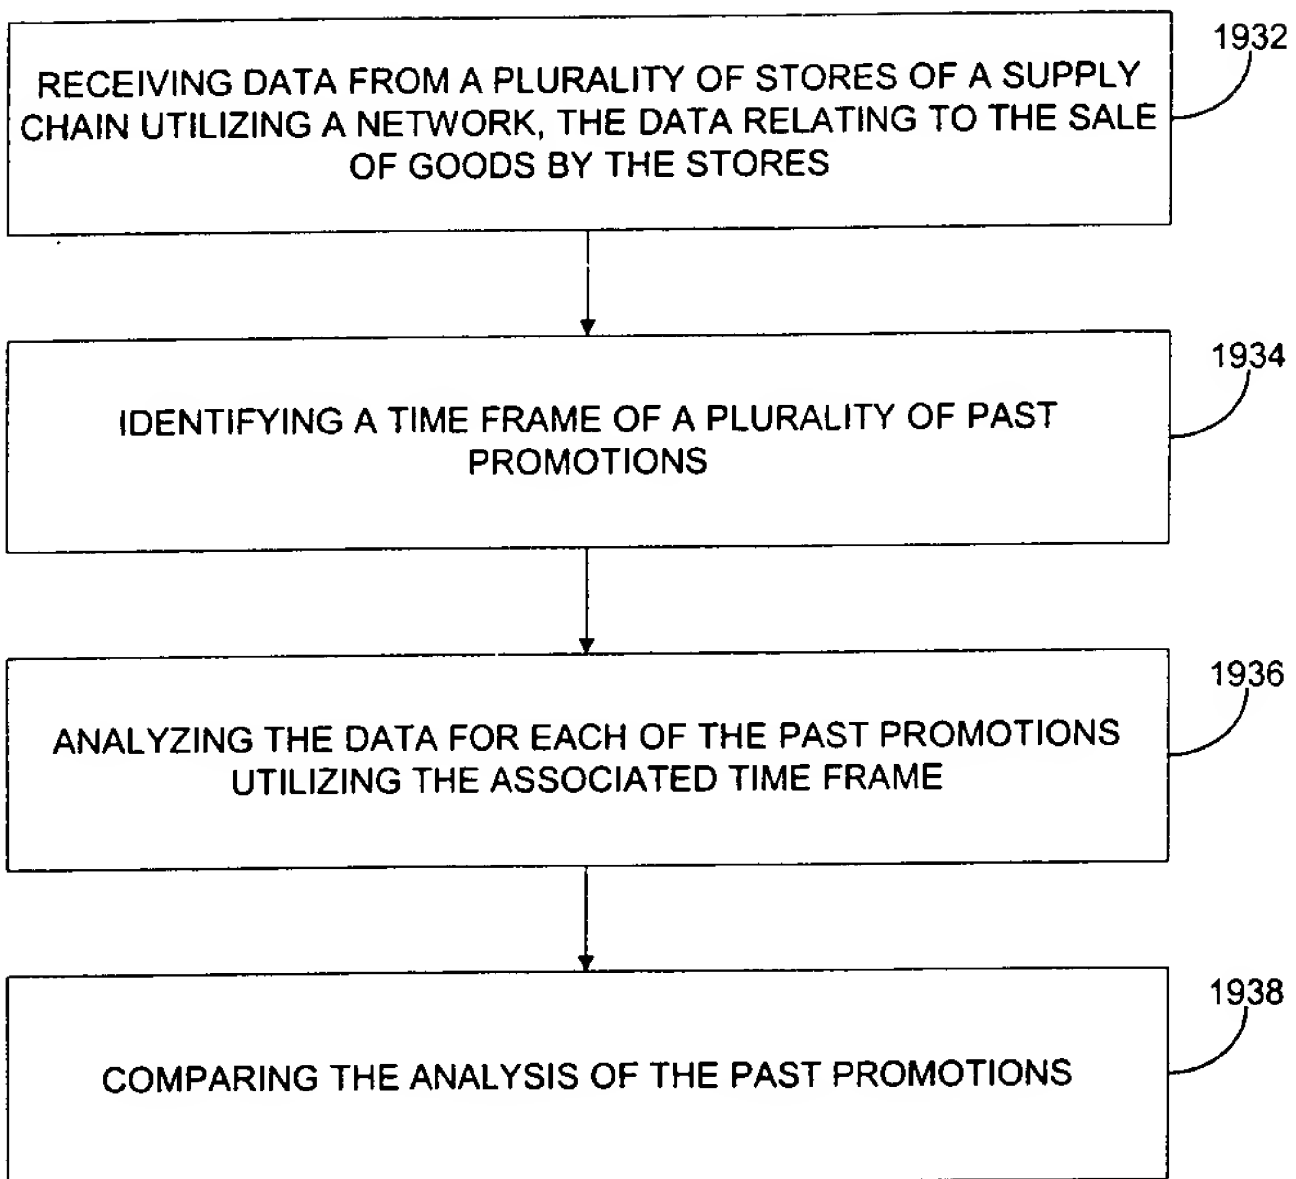 1932
RECEIVING DATA FROM A PLURALITY OF STORES OF A SUPPLY
CHAIN UTILIZING A NETWORK, THE DATA RELATING TO THE SALE
OF GOODS BY THE STORES
1934
IDENTIFYING A TIME FRAME OF A PLURALITY OF PAST
PROMOTIONS
1936
ANALYZING THE DATA FOR EACH OF THE PAST PROMOTIONS
UTILIZING THE ASSOCIATED TIME FRAME
1938
COMPARING THE ANALYSIS OF THE PAST PROMOTIONS